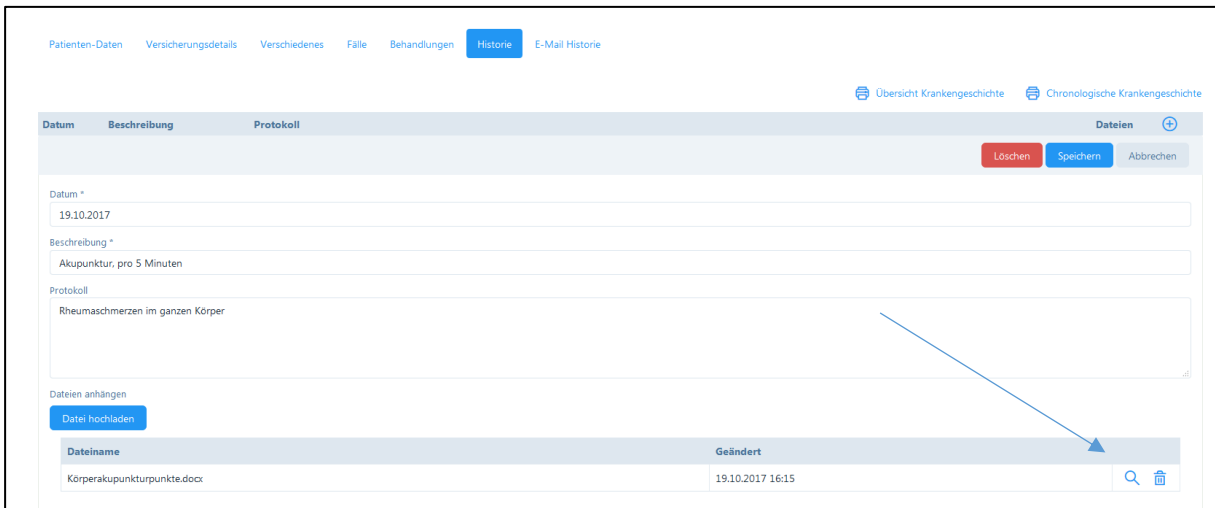 Patienten-Daten Versicherungsdetails Verschiedenes Fälle Behandlungen Historie E-Mail Historie
Übersicht Krankengeschichte Chronologische Krankengeschichte
Datum Beschreibung Protokoll Dateien
Löschen Speichern Abbrechen
Datum *
19.10.2017
Beschreibung *
Akupunktur, pro 5 Minuten
Protokoll
Rheumaschmerzen im ganzen Körper
Dateien anhängen
Datei hochladen
Dateiname Geändert
Körperakupunkturpunkte.docx 19.10.2017 16:15